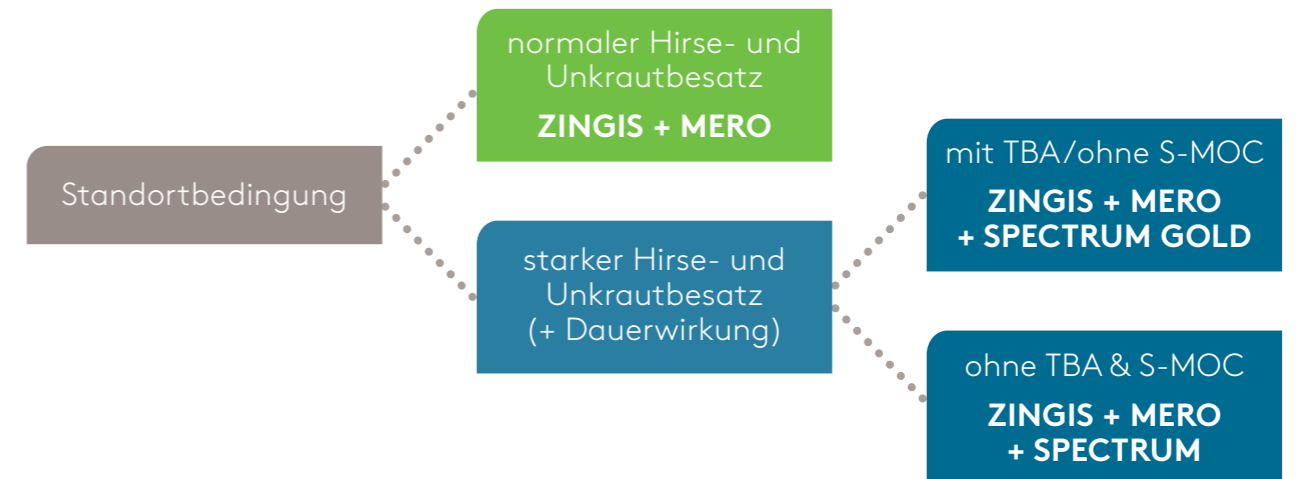 normaler Hirse- und
Unkrautbesatz
ZINGIS + MERO
Standortbedingung
starker Hirse- und
Unkrautbesatz
(+ Dauerwirkung)
mit TBA/ohne S-MOC
ZINGIS + MERO
+ SPECTRUM GOLD
ohne TBA & S-MOC
ZINGIS + MERO
+ SPECTRUM